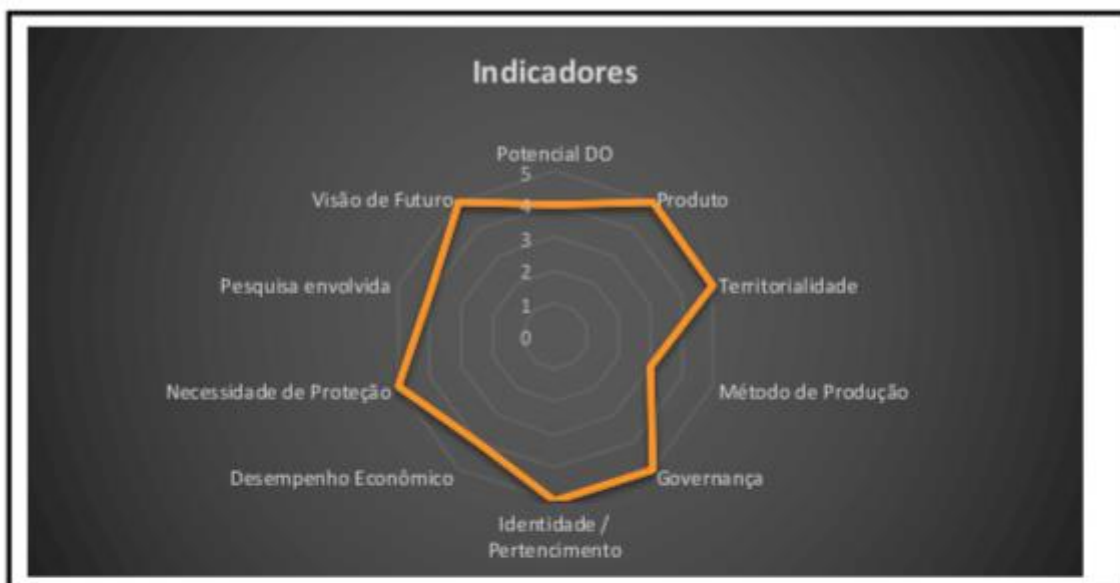 Indicadores
Potencial DO
5
4
3
2
1
0
Produto
Territorialidade
Método de Produção
Governança
Identidade /
Pertencimento
Desempenho Econômico
Necessidade de Proteção
Pesquisa envolvida
Visão de Futuro